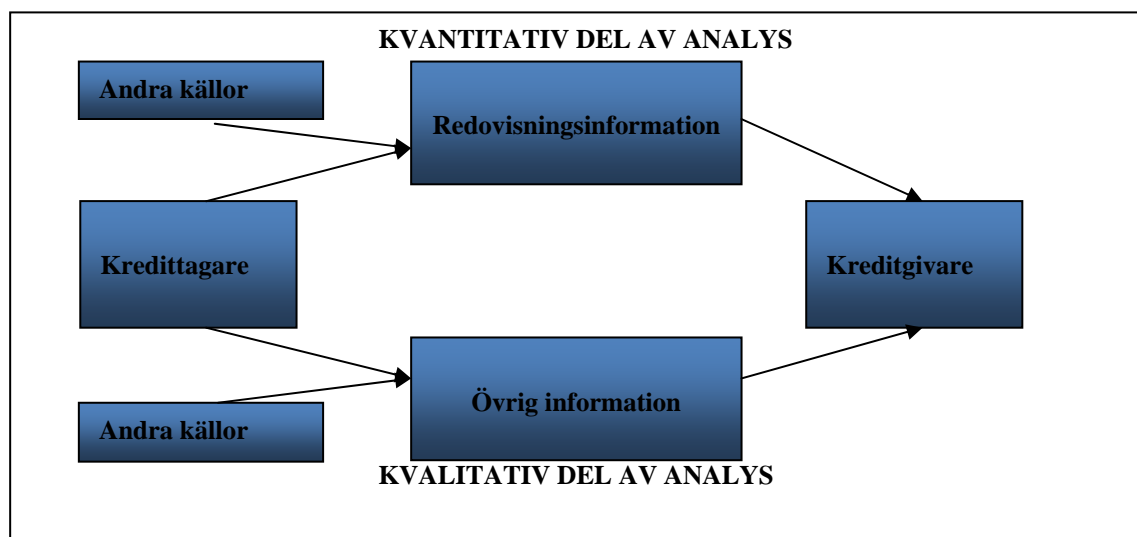 KVANTITATIV DEL AV ANALYS
Andra källor
Redovisningsinformation
Kredittagare
Kreditgivare
Övrig information
Andra källor
KVALITATIV DEL AV ANALYS